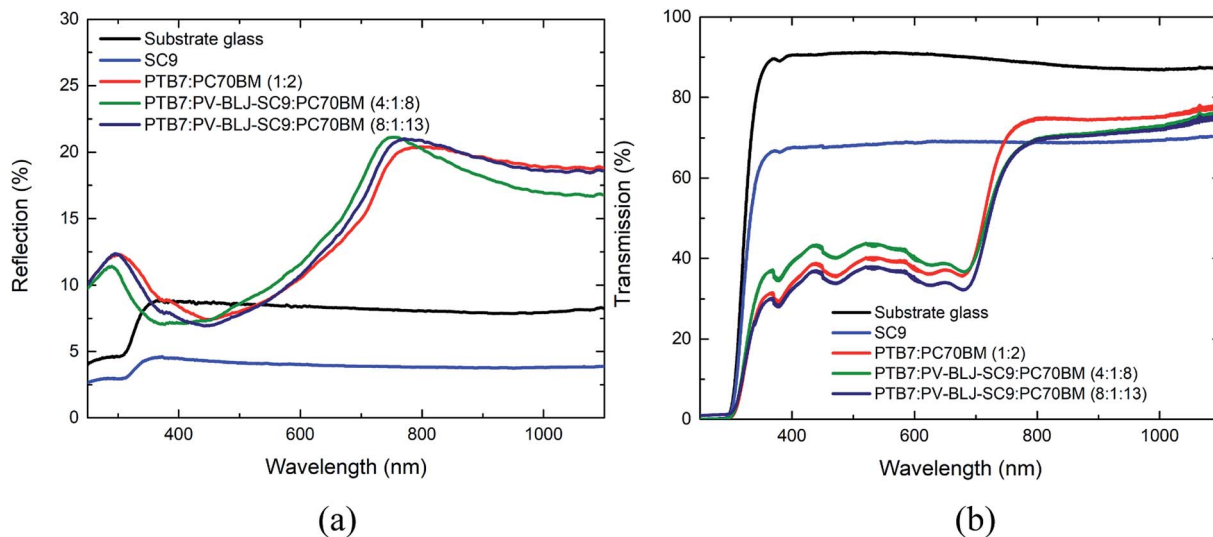 30
25
20
15
10
5
0
Reflection (%)
Substrate glass
SC9
PTB7:PC70BM (1:2)
PTB7:PV-BLJ-SC9:PC70BM (4:1:8)
PTB7:PV-BLJ-SC9:PC70BM (8:1:13)
400 600 800 1000
Wavelength (nm)
(a)
100
80
60
40
20
0
Transmission (%)
Substrate glass
SC9
PTB7:PC70BM (1:2)
PTB7:PV-BLJ-SC9:PC70BM (4:1:8)
PTB7:PV-BLJ-SC9:PC70BM (8:1:13)
400 600 800 1000
Wavelength (nm)
(b)